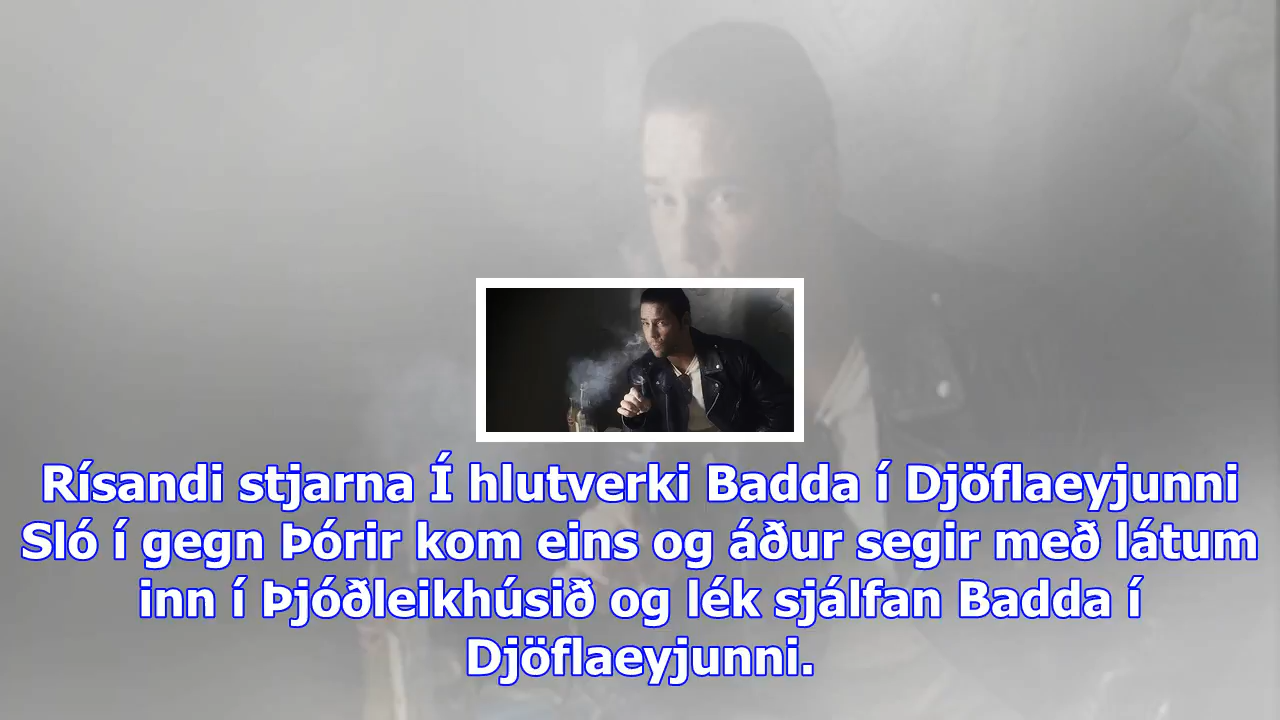 Rísandi stjarna Í hlutverki Badda í Djöflaeyjunni
Sló í gegn Þórir kom eins og áður segir með látum
inn í Þjóðleikhúsið og lék sjálfan Badda í
Djöflaeyjunni.